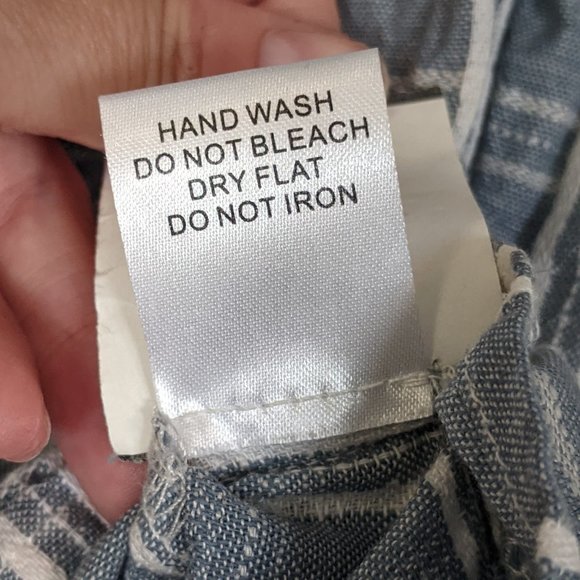 HAND WASH
DO NOT BLEACH
DRY FLAT
DO NOT IRON